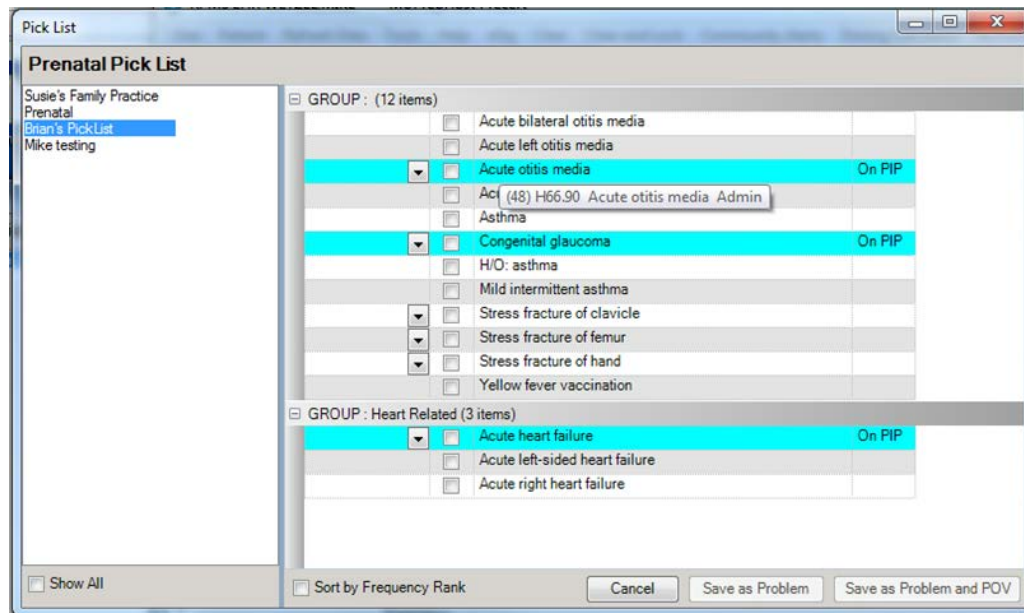 Pick List
Prenatal Pick List
Susie's Family Practice
Prenatal
Brian's PickList
Mike testing
GROUP : (12 items)
Acute bilateral otitis media
Acute left otitis media
Acute otitis media On PIP
(48) H66.90 Acute otitis media Admin
Asthma
Congenital glaucoma On PIP
H/O: asthma
Mild intermittent asthma
Stress fracture of clavicle
Stress fracture of femur
Stress fracture of hand
Yellow fever vaccination
GROUP : Heart Related (3 items)
Acute heart failure On PIP
Acute left-sided heart failure
Acute right heart failure
Show All
Sort by Frequency Rank Cancel Save as Problem Save as Problem and POV